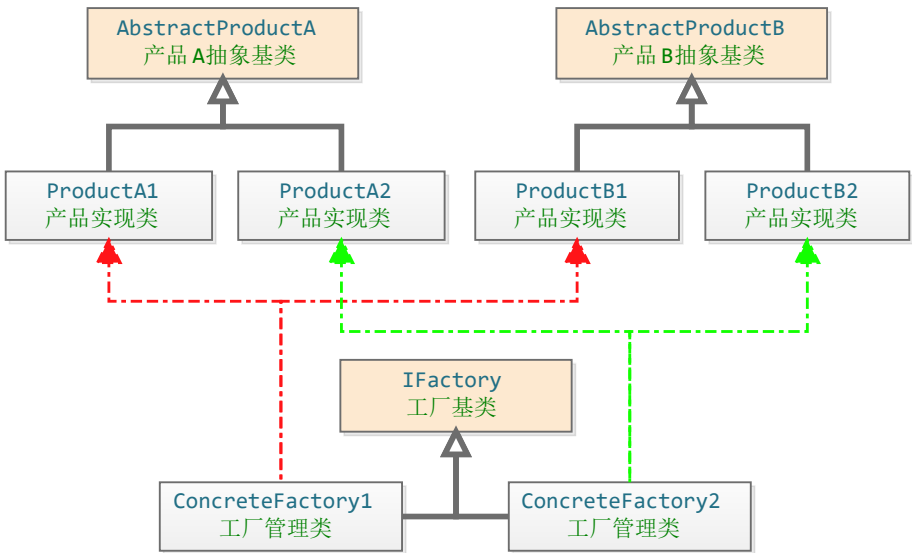 AbstractProductA
产品A抽象基类
AbstractProductB
产品B抽象基类
ProductA1
产品实现类
ProductA2
产品实现类
ProductB1
产品实现类
ProductB2
产品实现类
IFactory
工厂基类
ConcreteFactory1
工厂管理类
ConcreteFactory2
工厂管理类